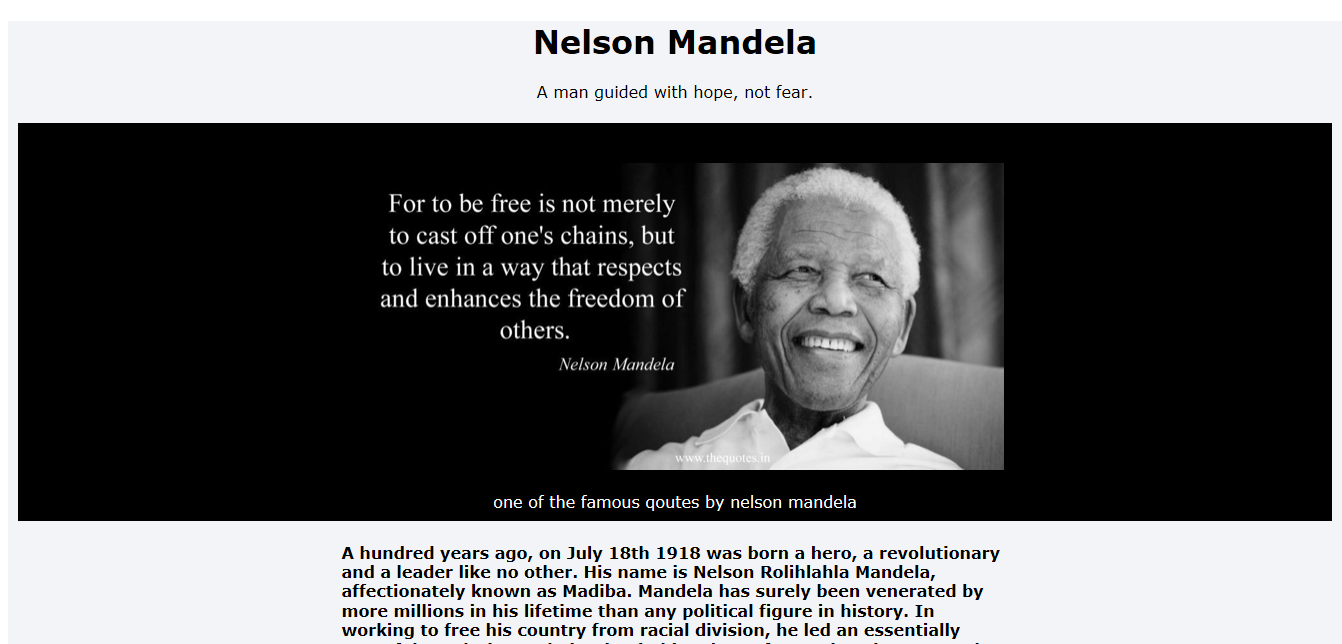 Nelson Mandela
A man guided with hope, not fear.
For to be free is not merely
to cast off one's chains, but
to live in a way that respects
and enhances the freedom of
others.
Nelson Mandela
www.thequotes.in
one of the famous qoutes by nelson mandela
A hundred years ago, on July 18th 1918 was born a hero, a revolutionary
and a leader like no other. His name is Nelson Rolihlahla Mandela,
affectionately known as Madiba. Mandela has surely been venerated by
more millions in his lifetime than any political figure in history. In
working to free his country from racial division, he led an essentially